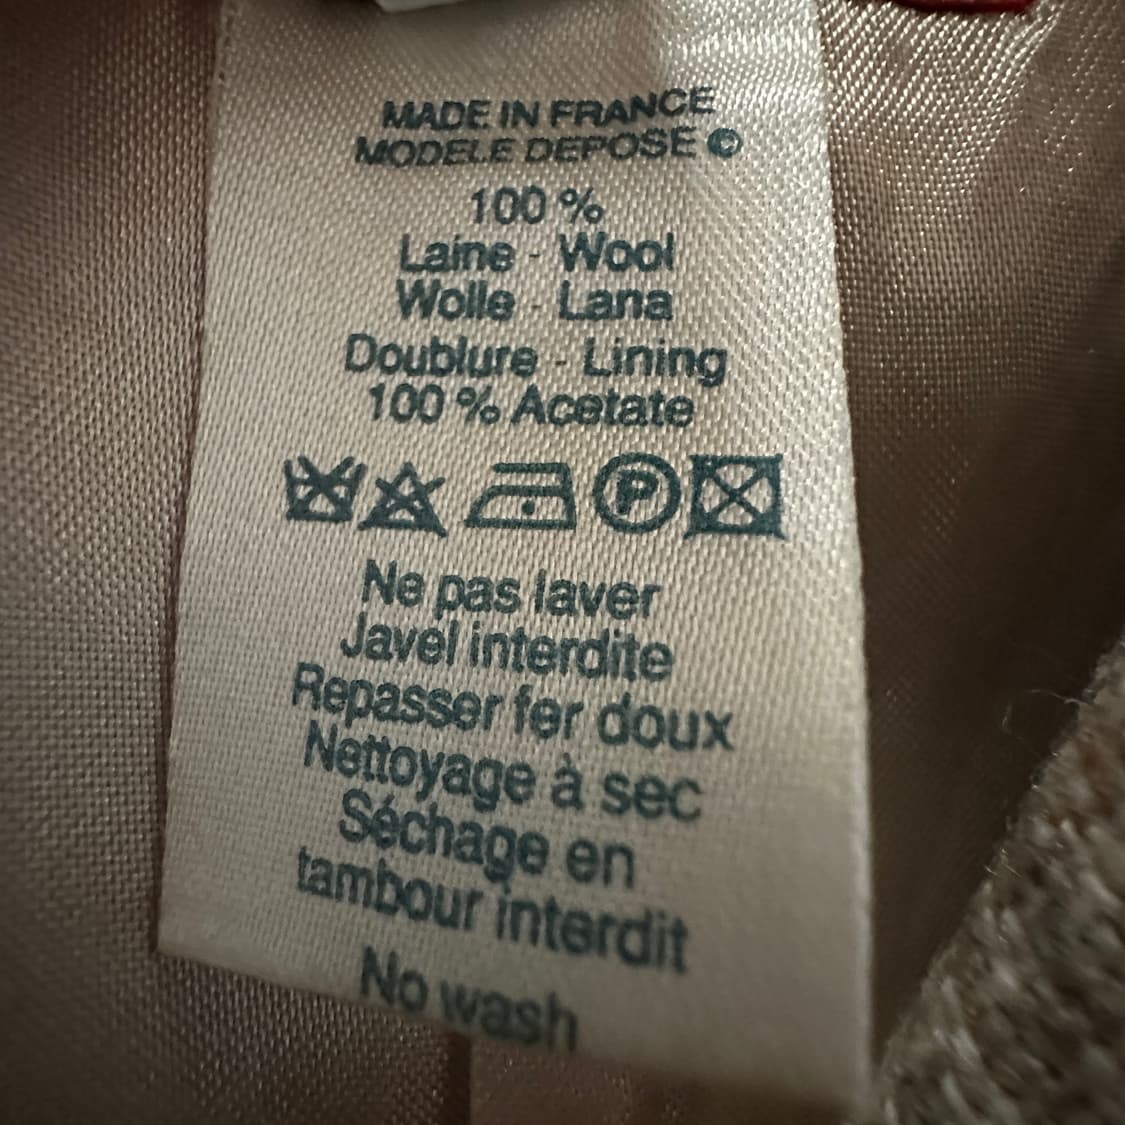 MADE IN FRANCE
MODELE DEPOSE ©
100 %
Laine - Wool
Wolle - Lana
Doublure - Lining
100 % Acetate
P
Ne pas laver
Javel interdite
Repasser fer doux
Nettoyage à sec
Séchage en
tambour interdit
No wash